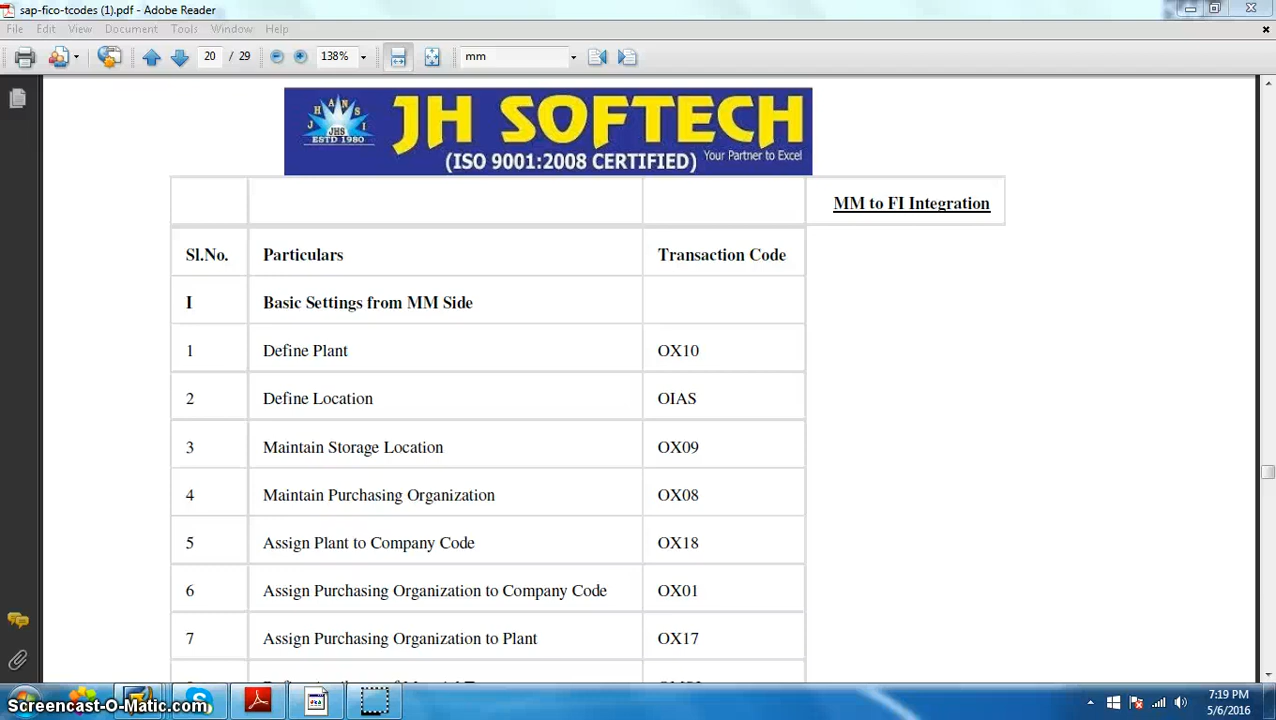 sap-fico-tcodes (1).pdf - Adobe Reader
File Edit View Document Tools Window Help
20 / 29 138% mm
JHANSI
JHS
ESTD 1980
JH SOFTECH
(ISO 9001:2008 CERTIFIED) Your Partner to Excel
MM to FI Integration
Sl.No. Particulars Transaction Code
I Basic Settings from MM Side
1 Define Plant OX10
2 Define Location OIAS
3 Maintain Storage Location OX09
4 Maintain Purchasing Organization OX08
5 Assign Plant to Company Code OX18
6 Assign Purchasing Organization to Company Code OX01
7 Assign Purchasing Organization to Plant OX17
Screencast-O-Matic.com
7:19 PM
5/6/2016